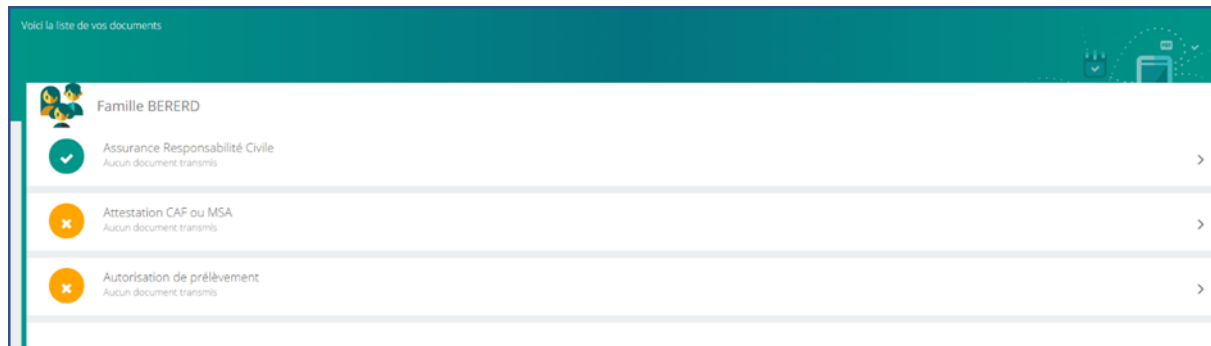 Voici la liste de vos documents
Famille BERERD
Assurance Responsabilité Civile
Aucun document transmis
Attestation CAF ou MSA
Aucun document transmis
Autorisation de prélèvement
Aucun document transmis